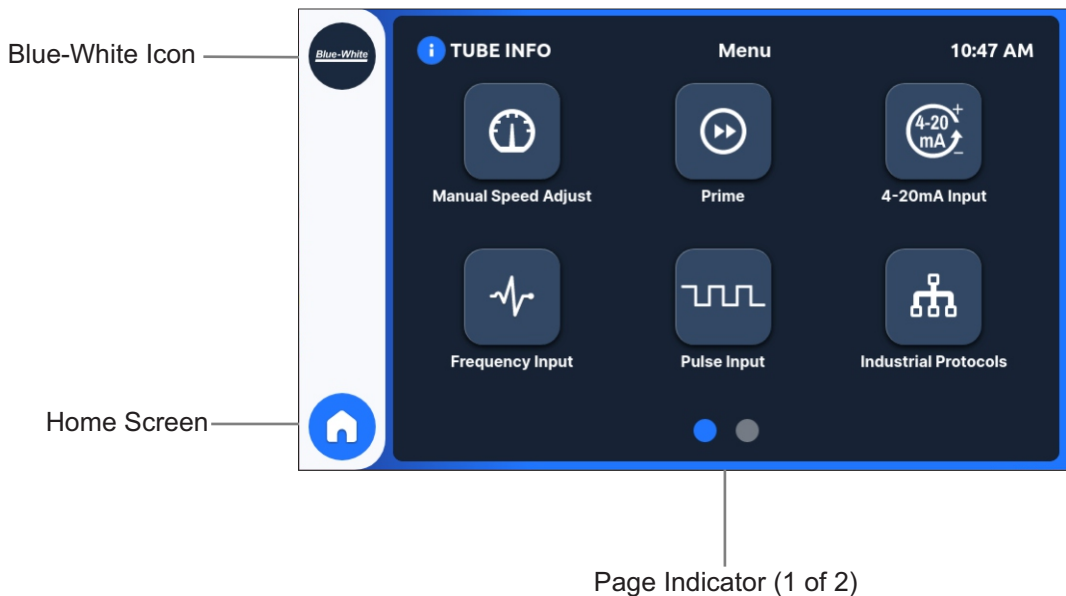 Blue-White Icon
Blue-White
TUBE INFO
Menu
10:47 AM
4-20
mA
+
−
Manual Speed Adjust
Prime
4-20mA Input
Frequency Input
Pulse Input
Industrial Protocols
Home Screen
Page Indicator (1 of 2)